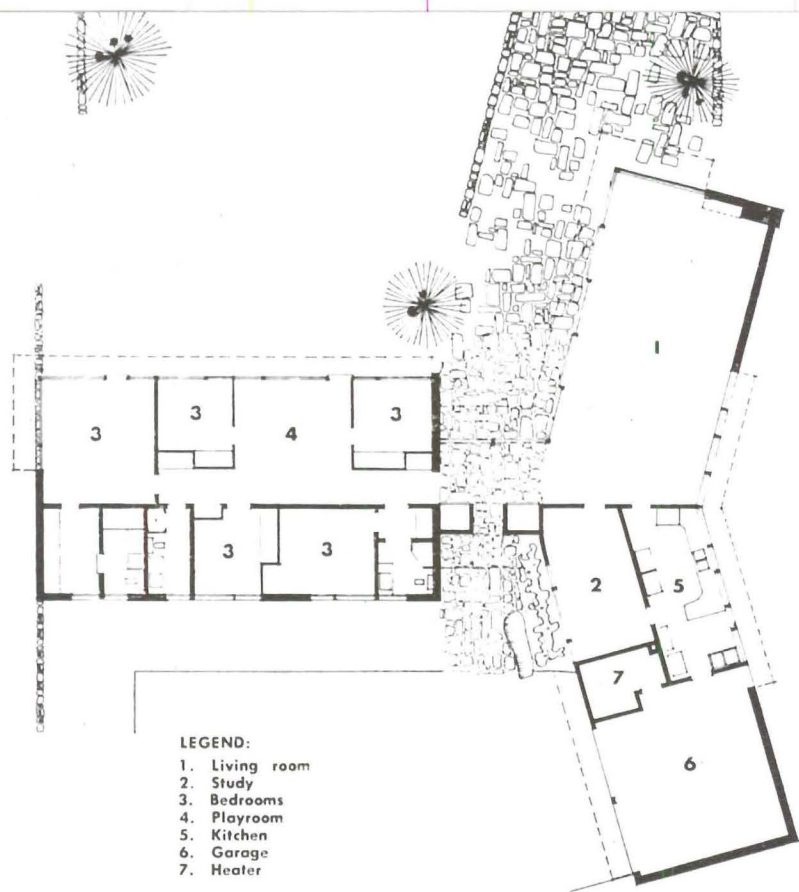 1
3
3
4
3
3
3
2
5
7
6
LEGEND:
1. Living room
2. Study
3. Bedrooms
4. Playroom
5. Kitchen
6. Garage
7. Heater